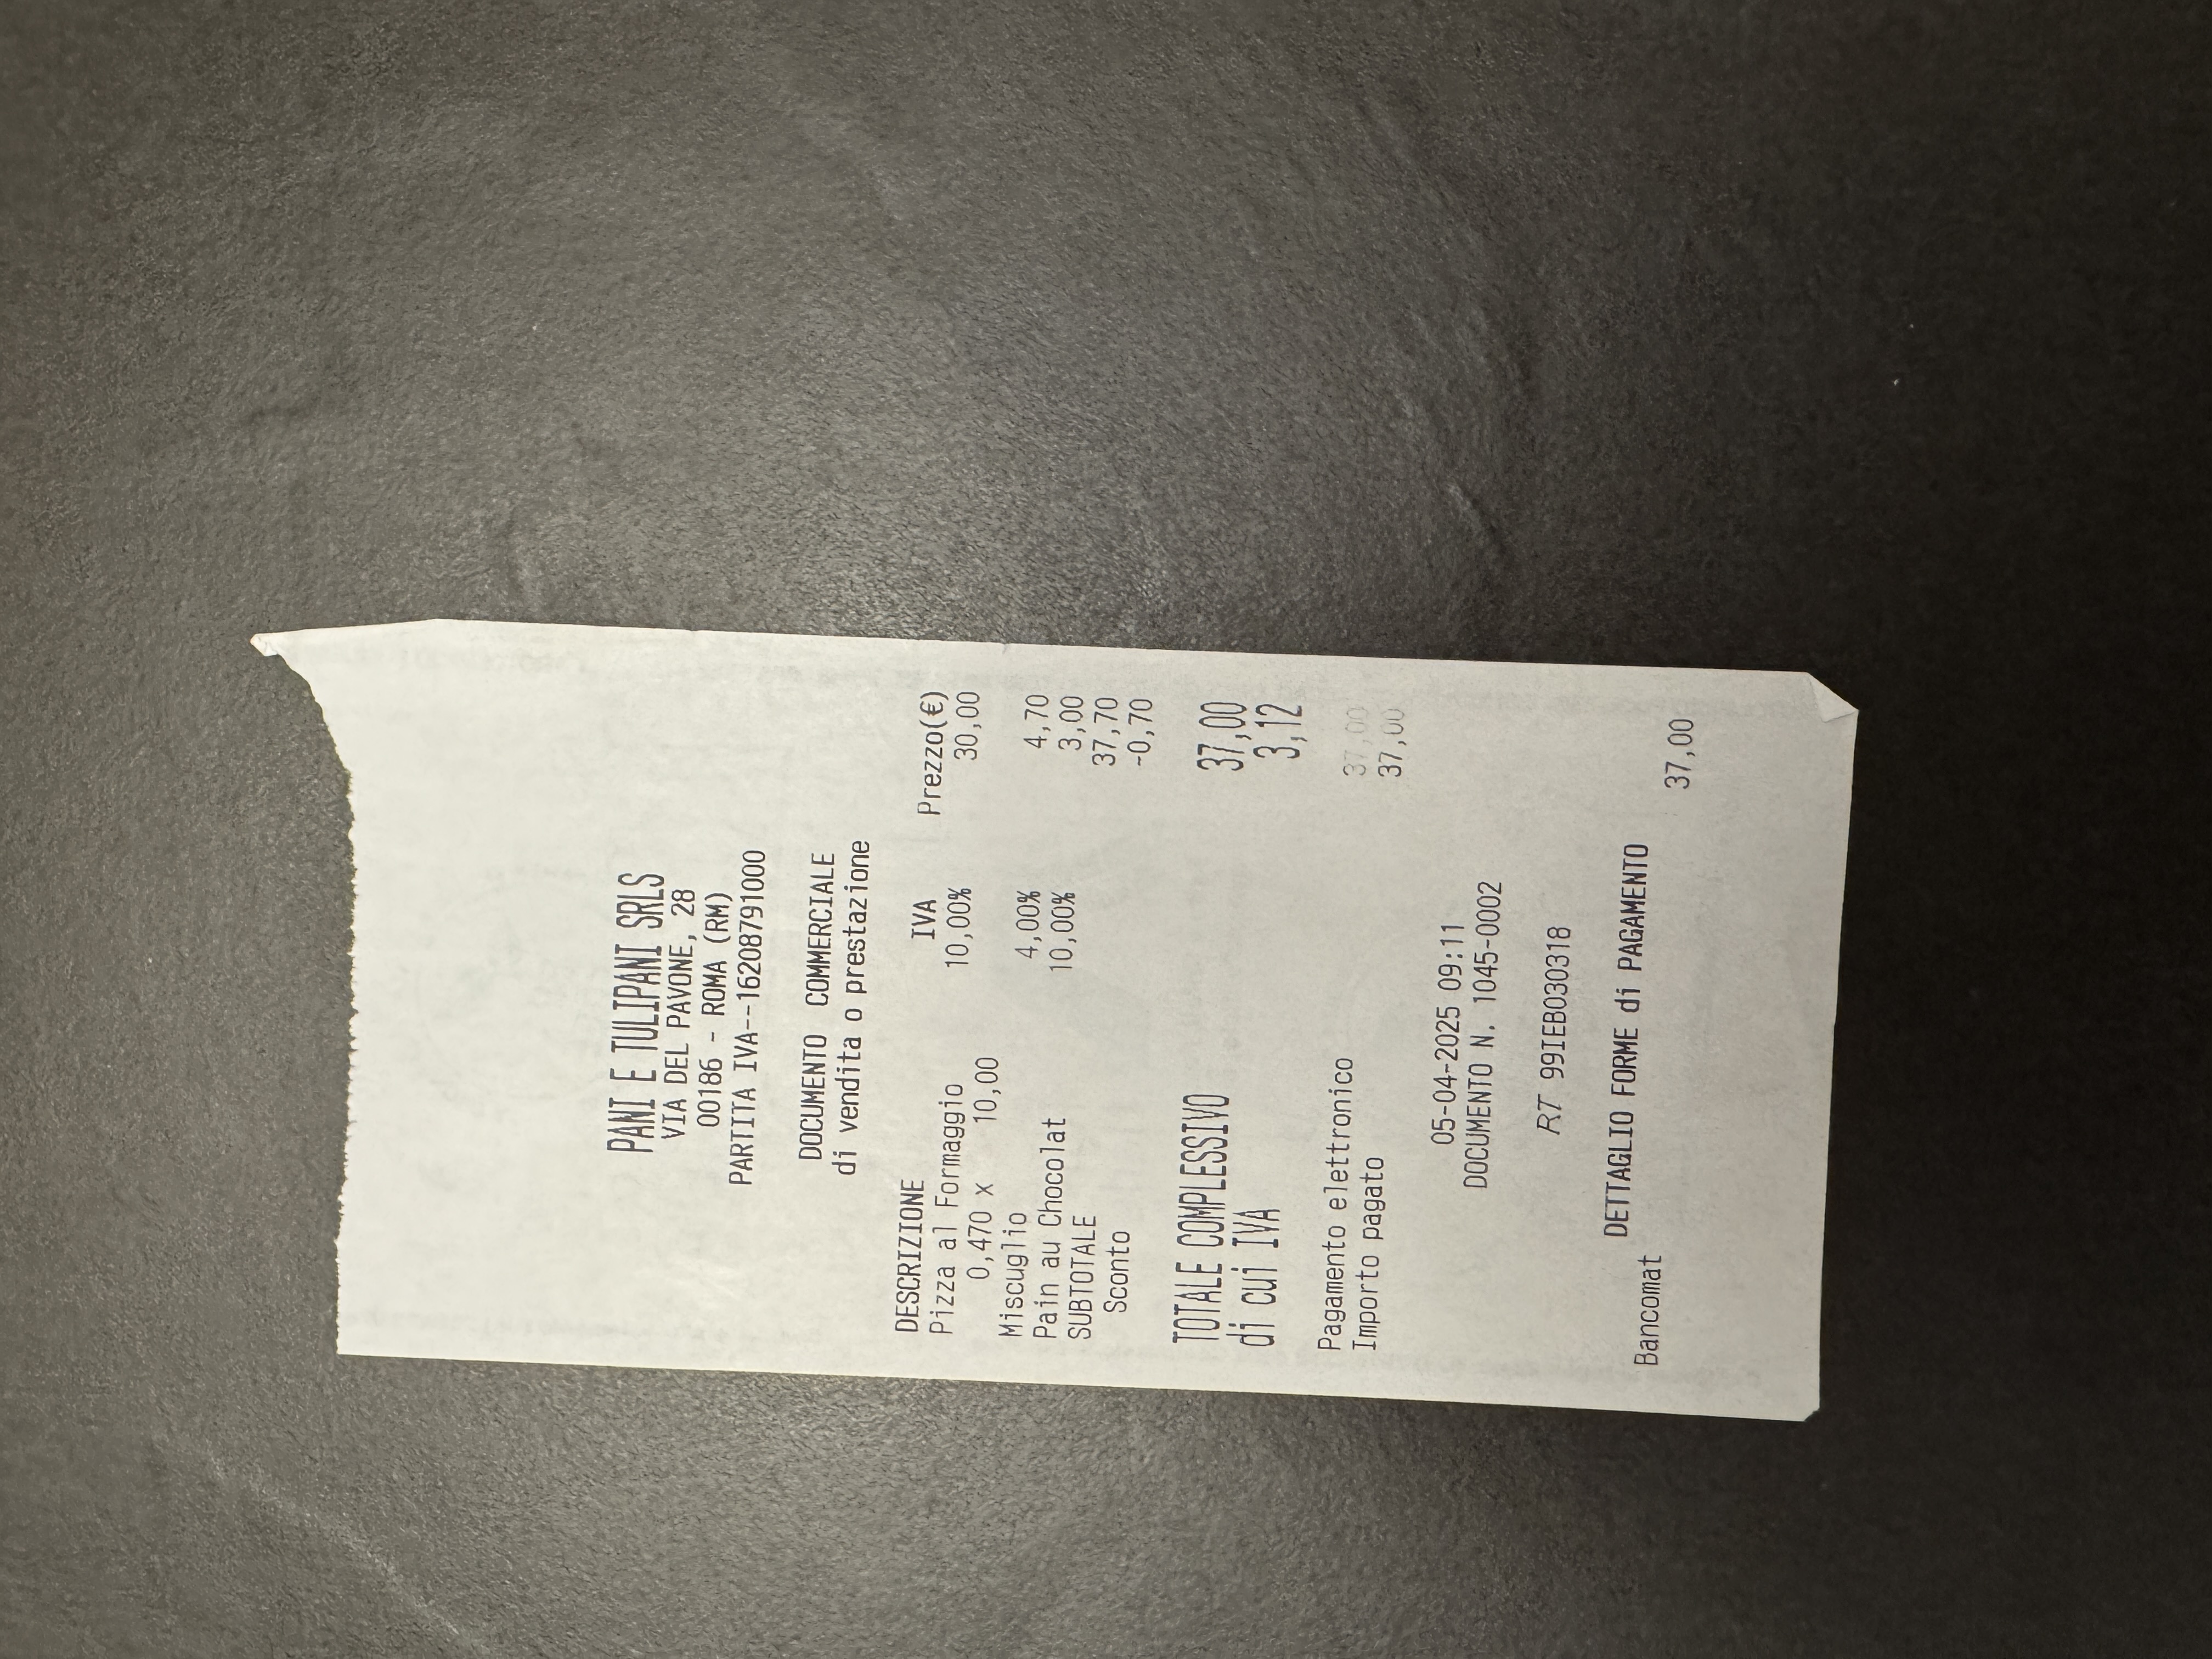 PANI E TULIPANI SRLS
VIA DEL PAVONE, 28
00186 - ROMA (RM)
PARTITA IVA--16208791000
DOCUMENTO COMMERCIALE
di vendita o prestazione
DESCRIZIONE IVA Prezzo(€)
Pizza al Formaggio 10,00% 30,00
0,470 x 10,00
Miscuglio 4,00% 4,70
Pain au Chocolat 10,00% 3,00
SUBTOTALE 37,70
Sconto -0,70
TOTALE COMPLESSIVO 37,00
di cui IVA 3,12
Pagamento elettronico 37,00
Importo pagato 37,00
05-04-2025 09:11
DOCUMENTO N. 1045-0002
RT 99IEB030318
DETTAGLIO FORME di PAGAMENTO
Bancomat 37,00